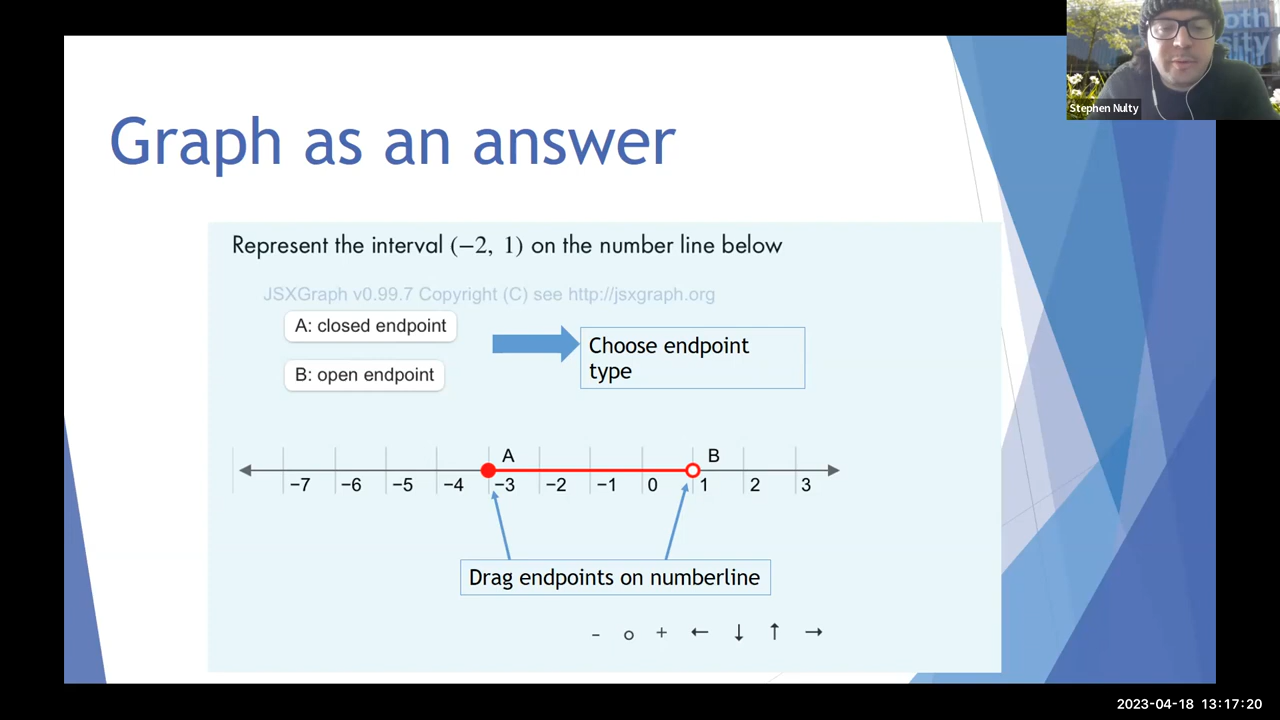 oth
sity
Stephen Nulty
Graph as an answer
Represent the interval (−2, 1) on the number line below
JSXGraph v0.99.7 Copyright (C) see http://jsxgraph.org
A: closed endpoint
Choose endpoint
type
B: open endpoint
A B
−7 −6 −5 −4 −3 −2 −1 0 1 2 3
Drag endpoints on numberline
- o + ← ↓ ↑ →
2023-04-18 13:17:20